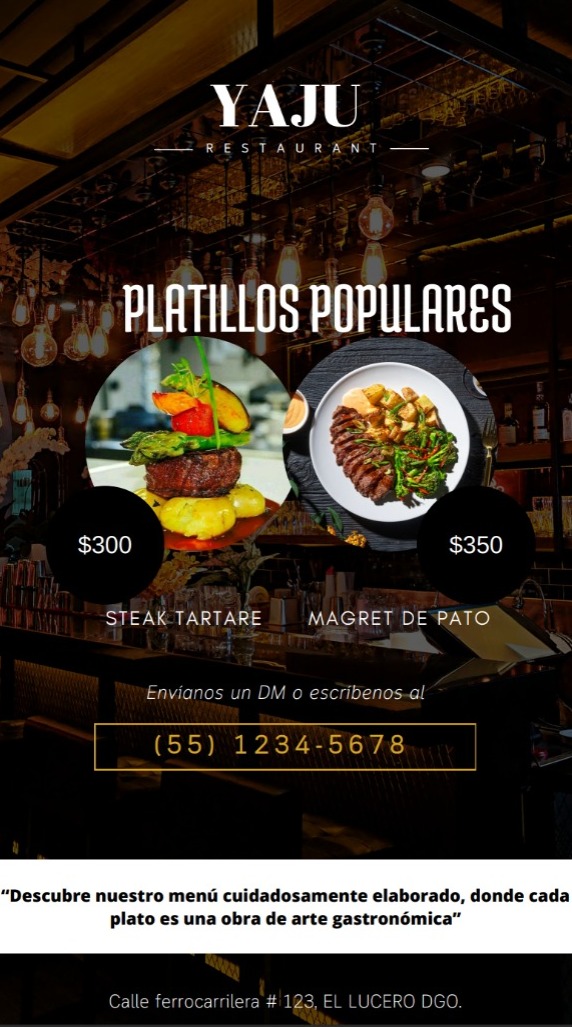 YAJU
RESTAURANT
PLATILLOS POPULARES
$300
$350
STEAK TARTARE
MAGRET DE PATO
Envíanos un DM o escríbenos al
(55) 1234-5678
“Descubre nuestro menú cuidadosamente elaborado, donde cada
plato es una obra de arte gastronómica”
Calle ferrocarrilera # 123, EL LUCERO DGO.